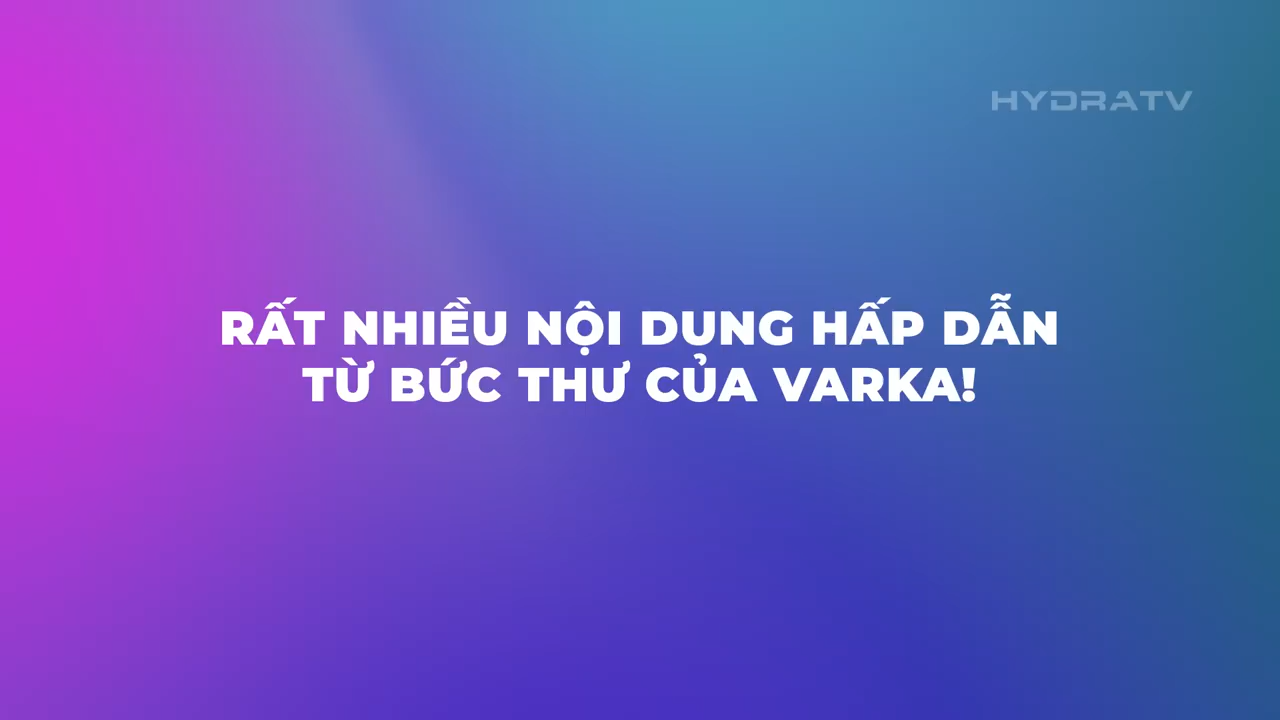 HYDRATV
RẤT NHIỀU NỘI DUNG HẤP DẪN
TỪ BỨC THƯ CỦA VARKA!